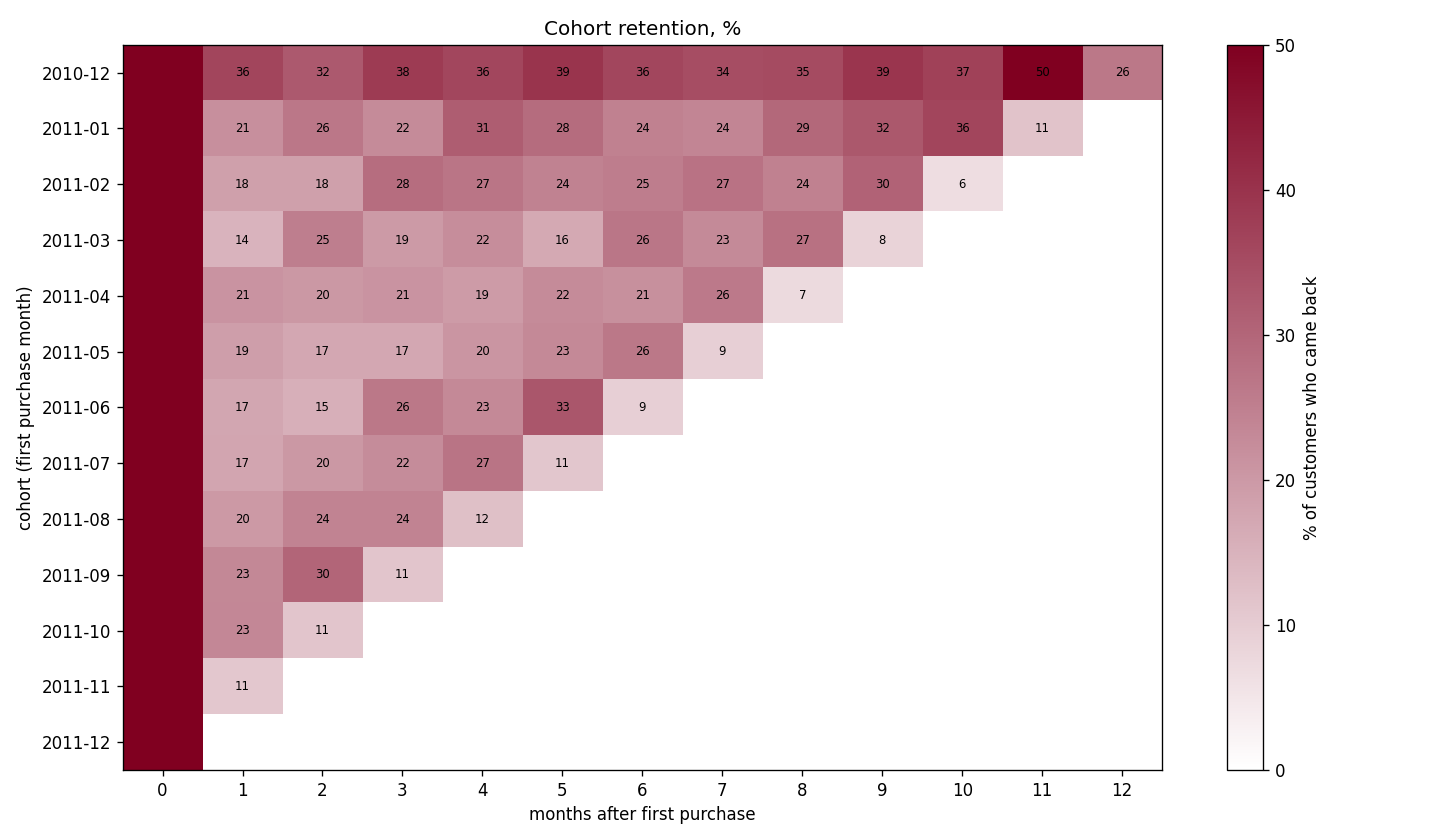 Cohort retention, %
2010-12 36 32 38 36 39 36 34 35 39 37 50 26
2011-01 21 26 22 31 28 24 24 29 32 36 11
2011-02 18 18 28 27 24 25 27 24 30 6
2011-03 14 25 19 22 16 26 23 27 8
2011-04 21 20 21 19 22 21 26 7
2011-05 19 17 17 20 23 26 9
2011-06 17 15 26 23 33 9
2011-07 17 20 22 27 11
2011-08 20 24 24 12
2011-09 23 30 11
2011-10 23 11
2011-11 11
2011-12
0 1 2 3 4 5 6 7 8 9 10 11 12
months after first purchase
cohort (first purchase month)
50
40
30
20
10
0
% of customers who came back